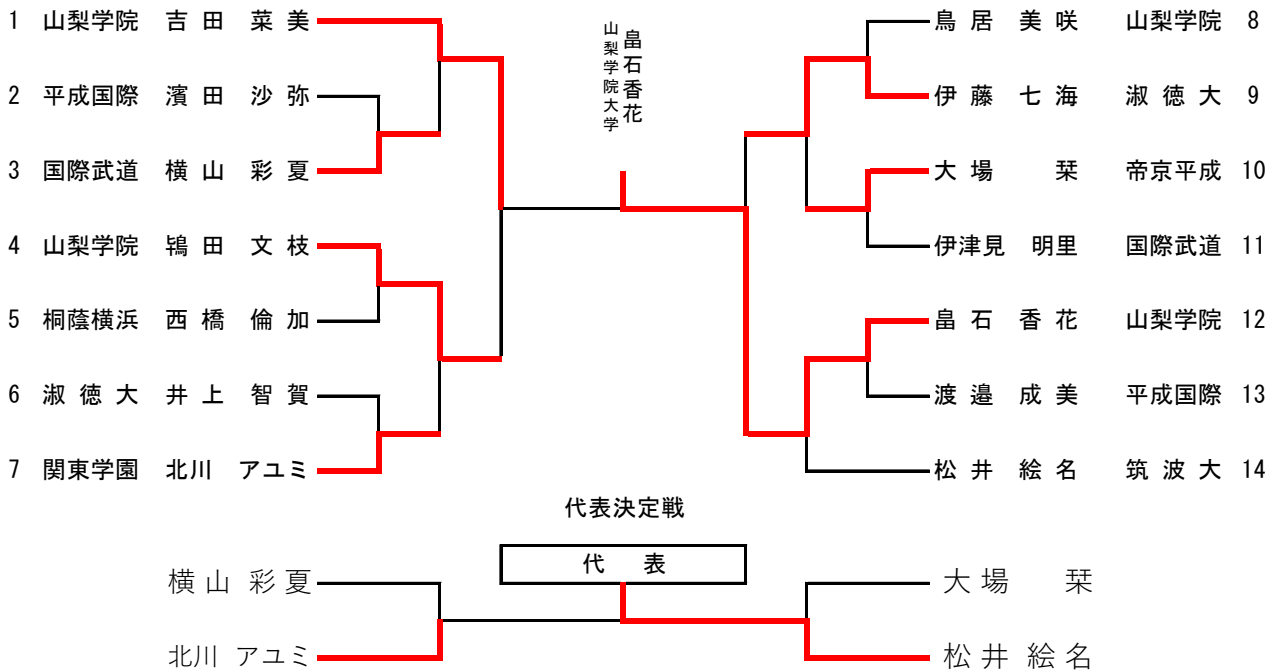 1 山梨学院 吉田 菜美
2 平成国際 濱田 沙弥
3 国際武道 横山 彩夏
4 山梨学院 鴇田 文枝
5 桐蔭横浜 西橋 倫加
6 淑徳大 井上 智賀
7 関東学園 北川 アユミ
畠石香花
山梨学院大学
鳥居 美咲 山梨学院 8
伊藤 七海 淑徳大 9
大場 栞 帝京平成 10
伊津見 明里 国際武道 11
畠石 香花 山梨学院 12
渡邉 成美 平成国際 13
松井 絵名 筑波大 14
代表決定戦
代表
横山 彩夏
北川 アユミ
大場 栞
松井 絵名